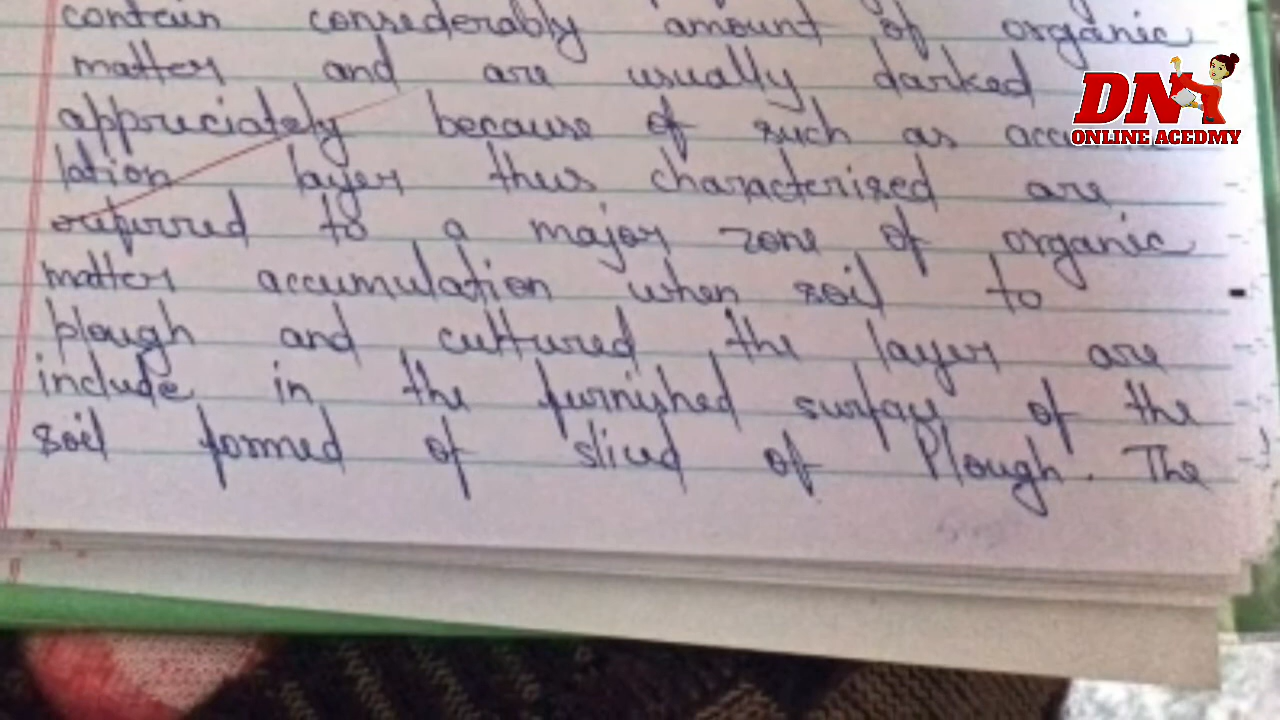 contain considerably amount of organic
matter and are usually darked
appreciately because of such as accu
lation layer thus characterised are
referred to a major zone of organic
matter accumulation when soil to
plough and cultured the layer are
include in the furnished surface of the
soil formed of sliced of Plough. The
DN
ONLINE ACEDMY